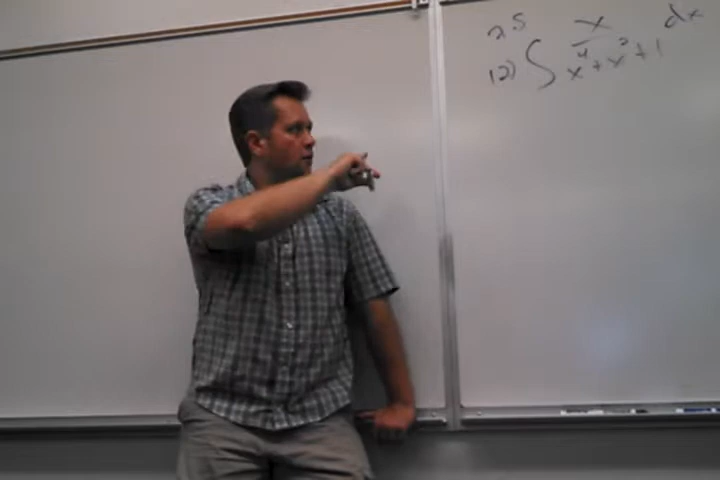 2.5
12) ∫ x / (x⁴ + x² + 1) dx